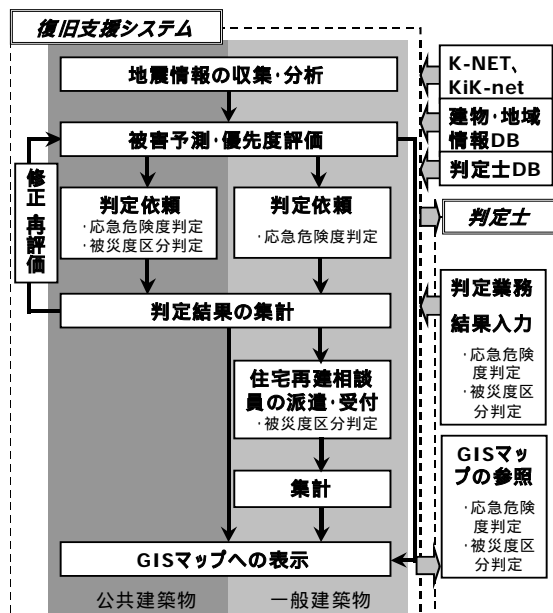 復旧支援システム
地震情報の収集･分析
被害予測･優先度評価
修正 再評価
判定依頼
･応急危険度判定
･被災度区分判定
判定依頼
･応急危険度判定
判定結果の集計
住宅再建相談
員の派遣･受付
･被災度区分判定
集計
GISマップへの表示
公共建築物
一般建築物
K-NET、
KiK-net
建物･地域
情報DB
判定士DB
判定士
判定業務
結果入力
･応急危険
度判定
･被災度区
分判定
GISマッ
プの参照
･応急危険
度判定
･被災度区
分判定